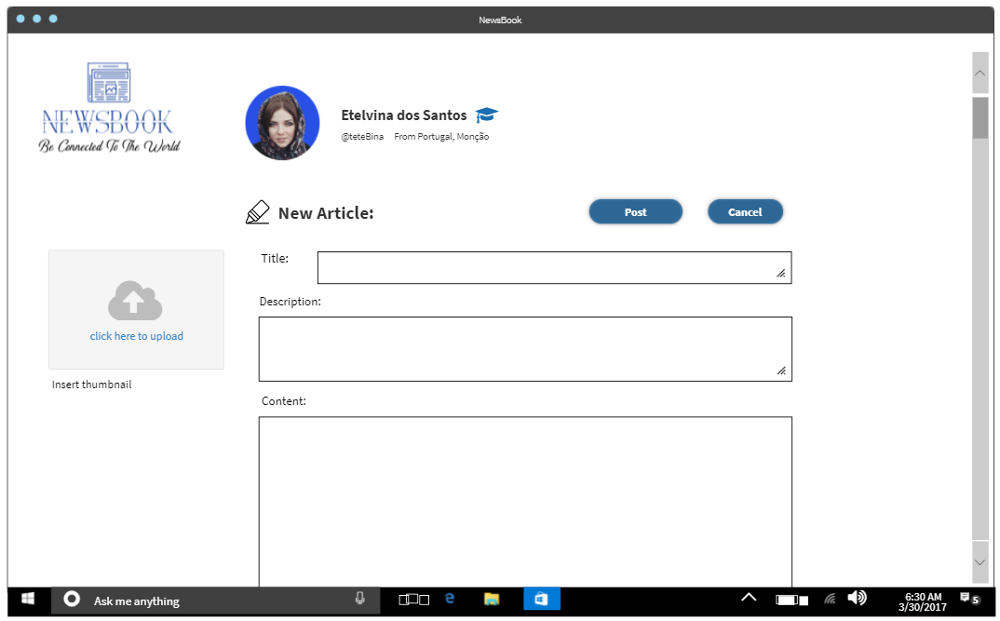 NewsBook
NEWSBOOK
Be Connected To The World
Etelvina dos Santos
@teteBina From Portugal, Monção
New Article:
Post
Cancel
Title:
Description:
click here to upload
Insert thumbnail
Content:
Ask me anything
6:30 AM
3/30/2017
5